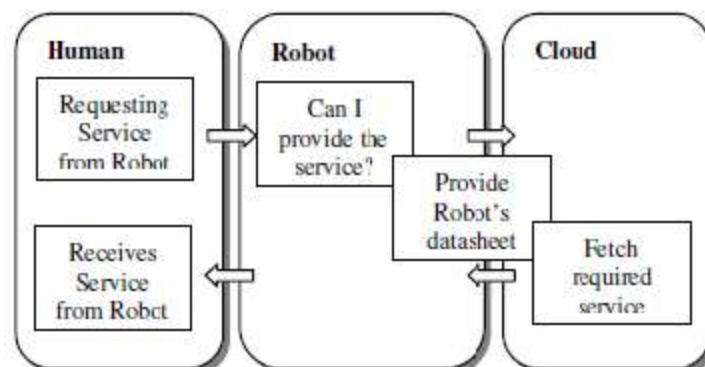 Human
Requesting
Service
from Robot
Receives
Service
from Robot
Robot
Can I
provide the
service?
Provide
Robot's
datasheet
Cloud
Fetch
required
service